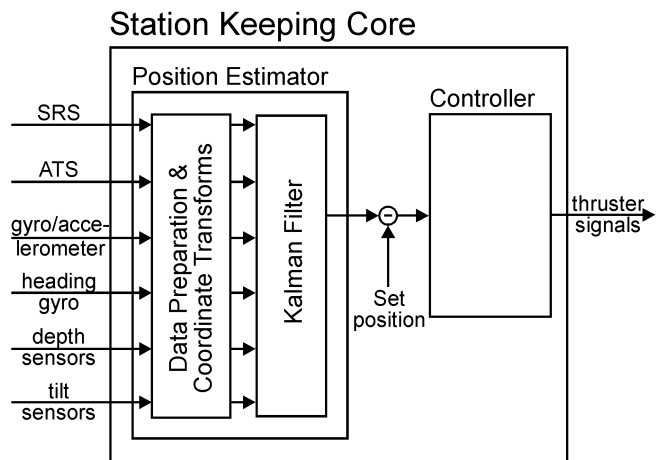 Station Keeping Core
Position Estimator
Controller
SRS
ATS
gyro/acce-
lerometer
heading
gyro
depth
sensors
tilt
sensors
Data Preparation &
Coordinate Transforms
Kalman Filter
Set
position
thruster
signals